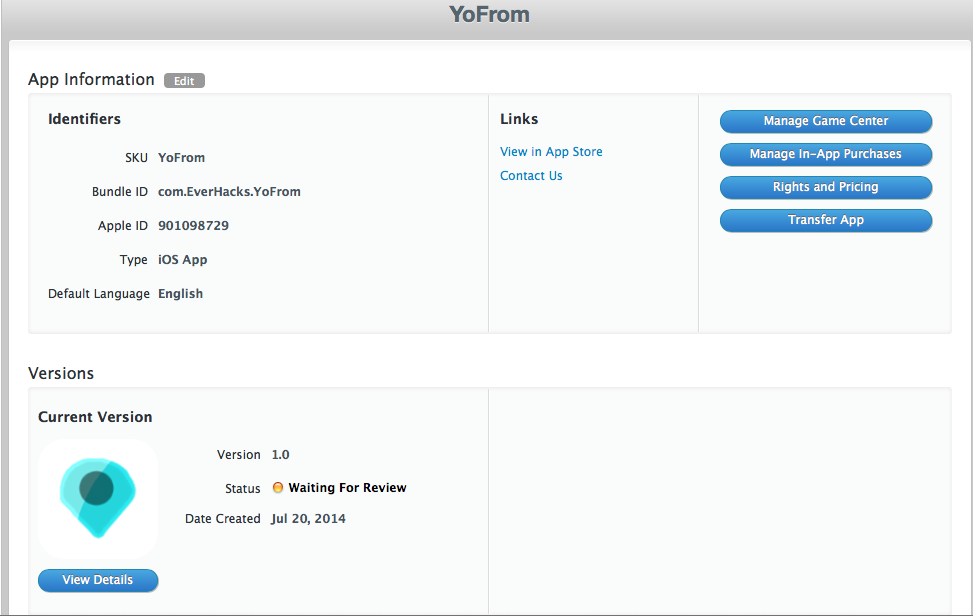 YoFrom
App Information Edit
Identifiers
SKU YoFrom
Bundle ID com.EverHacks.YoFrom
Apple ID 901098729
Type iOS App
Default Language English
Links
View in App Store
Contact Us
Manage Game Center
Manage In-App Purchases
Rights and Pricing
Transfer App
Versions
Current Version
Version 1.0
Status Waiting For Review
Date Created Jul 20, 2014
View Details